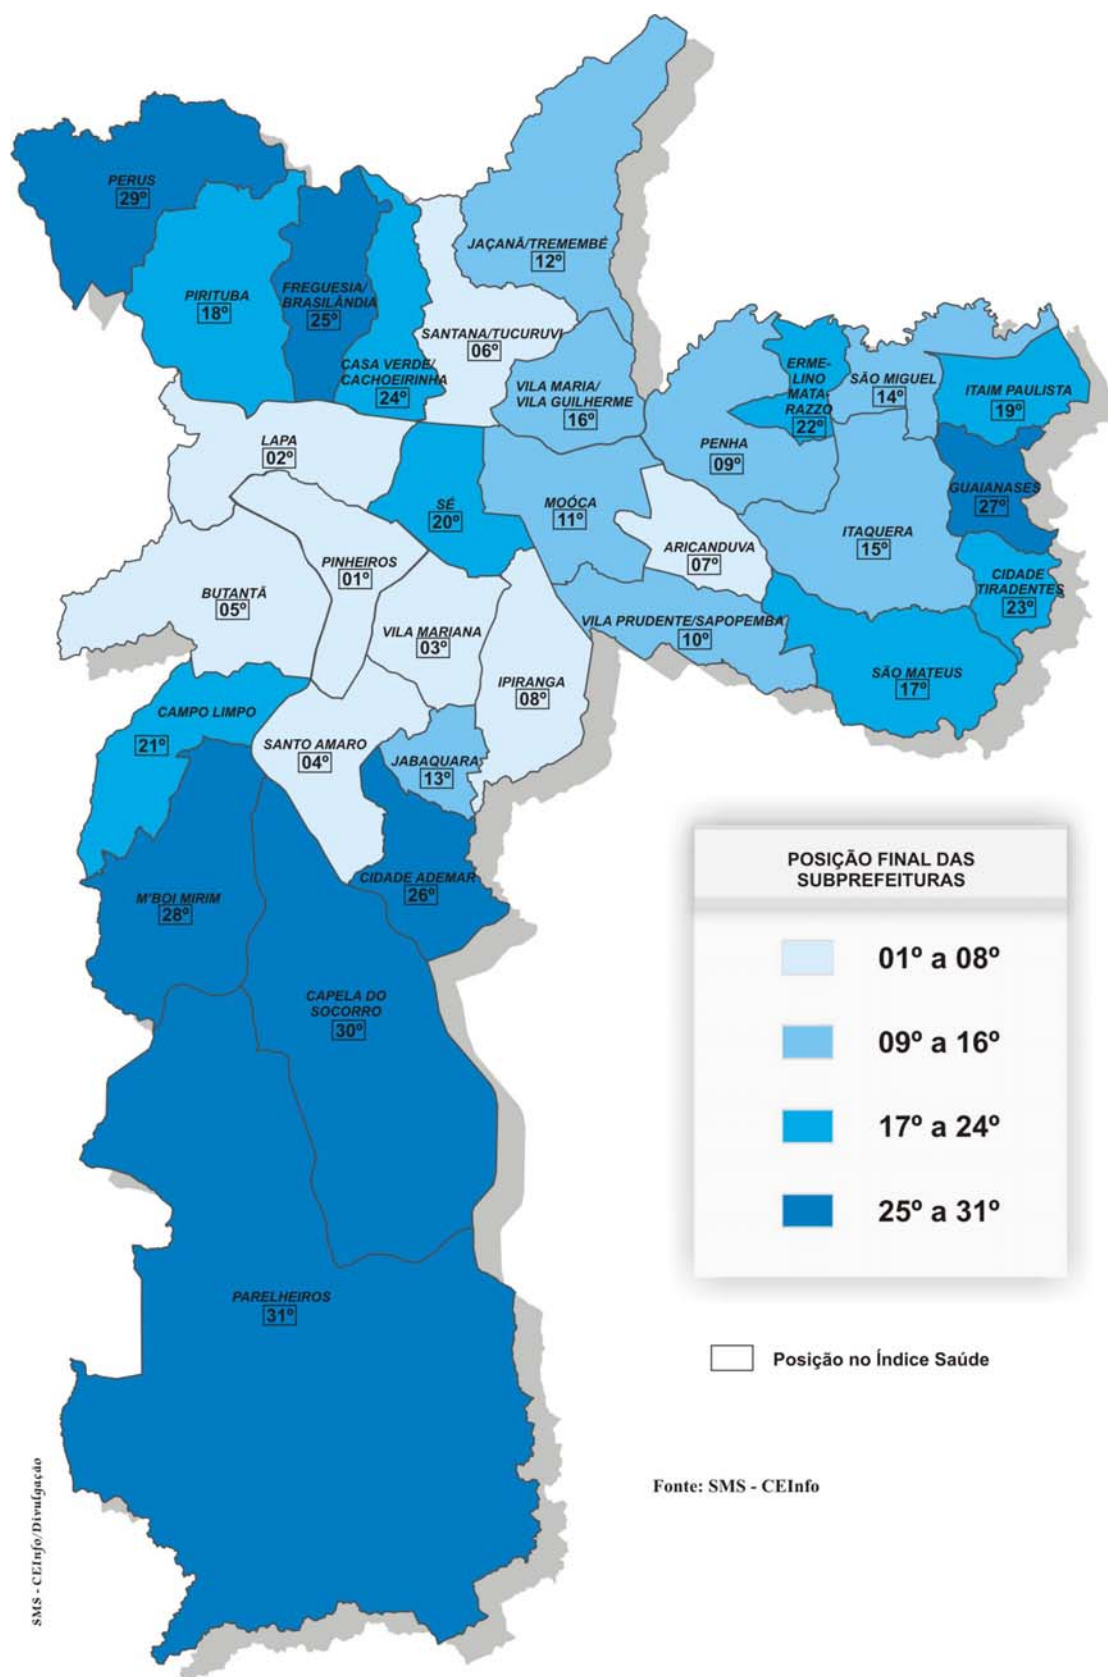 PERUS
29º
PIRITUBA
18º
FREGUESIA/
BRASILÂNDIA
25º
CASA VERDE/
CACHOEIRINHA
24º
SANTANA/TUCURUVI
06º
JAÇANÃ/TREMEMBÉ
12º
VILA MARIA/
VILA GUILHERME
16º
PENHA
09º
ERME-
LINO
MATA-
RAZZO
22º
SÃO MIGUEL
14º
ITAIM PAULISTA
19º
GUAIANASES
27º
LAPA
02º
SÉ
20º
MOÓCA
11º
ARICANDUVA
07º
ITAQUERA
15º
CIDADE
TIRADENTES
23º
BUTANTÃ
05º
PINHEIROS
01º
VILA MARIANA
03º
IPIRANGA
08º
VILA PRUDENTE/SAPOPEMBA
10º
SÃO MATEUS
17º
CAMPO LIMPO
21º
SANTO AMARO
04º
JABAQUARA
13º
M'BOI MIRIM
28º
CIDADE ADEMAR
26º
CAPELA DO
SOCORRO
30º
PARELHEIROS
31º
POSIÇÃO FINAL DAS
SUBPREFEITURAS
01º a 08º
09º a 16º
17º a 24º
25º a 31º
Posição no Índice Saúde
Fonte: SMS - CEInfo
SMS - CEInfo/Divulgação